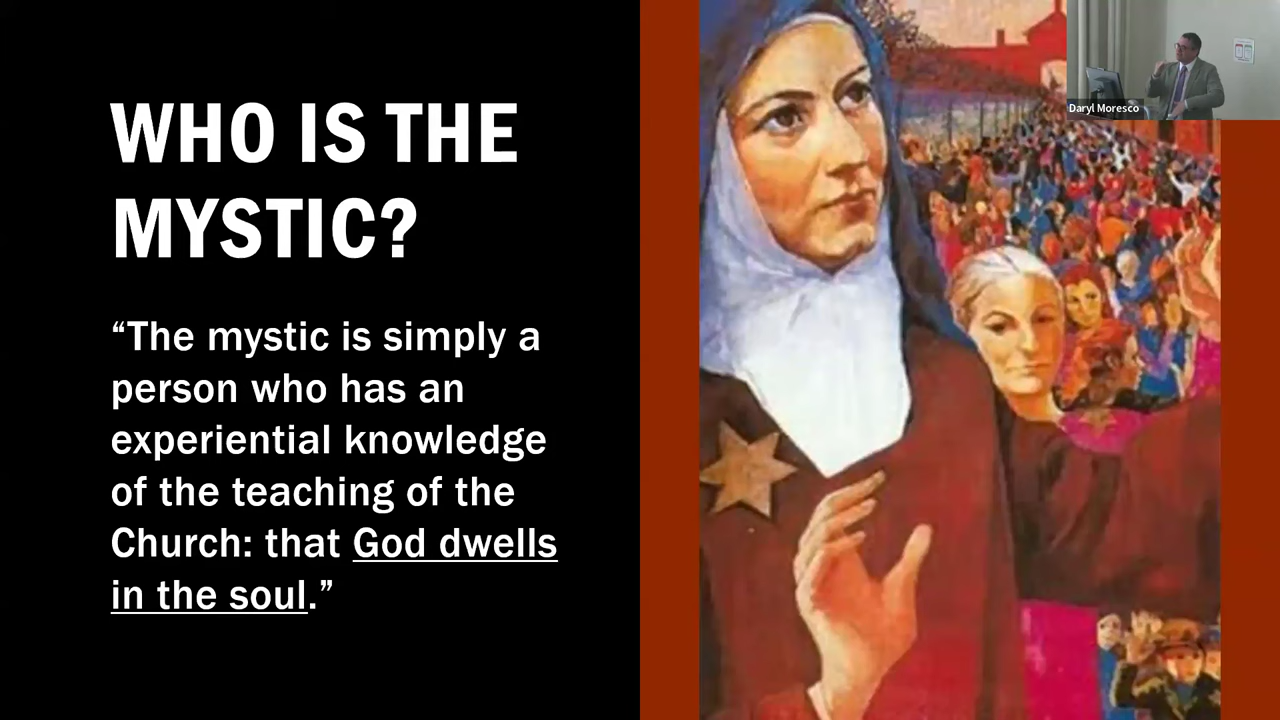 WHO IS THE
MYSTIC?
“The mystic is simply a
person who has an
experiential knowledge
of the teaching of the
Church: that God dwells
in the soul.”
Daryl Moresco